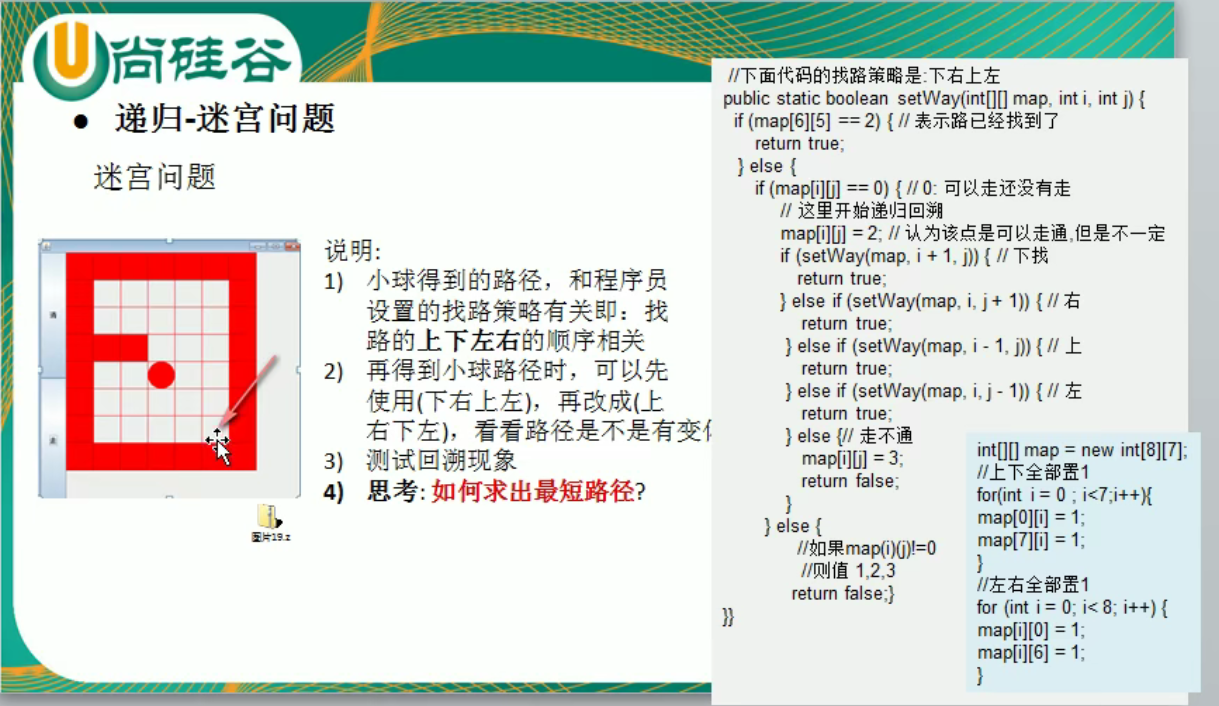 尚硅谷
● 递归-迷宫问题
迷宫问题
说明:
1) 小球得到的路径，和程序员
设置的找路策略有关即：找
路的上下左右的顺序相关
2) 再得到小球路径时，可以先
使用(下右上左)，再改成(上
右下左)，看看路径是不是有变
3) 测试回溯现象
4) 思考: 如何求出最短路径?
图片19.z
//下面代码的找路策略是:下右上左
public static boolean setWay(int[][] map, int i, int j) {
if (map[6][5] == 2) { // 表示路已经找到了
return true;
} else {
if (map[i][j] == 0) { // 0: 可以走还没有走
// 这里开始递归回溯
map[i][j] = 2; // 认为该点是可以走通,但是不一定
if (setWay(map, i + 1, j)) { // 下找
return true;
} else if (setWay(map, i, j + 1)) { // 右
return true;
} else if (setWay(map, i - 1, j)) { // 上
return true;
} else if (setWay(map, i, j - 1)) { // 左
return true;
} else {// 走不通
map[i][j] = 3;
return false;
}
} else {
//如果map(i)(j)!=0
//则值 1,2,3
return false;}
}}
int[][] map = new int[8][7];
//上下全部置1
for(int i = 0 ; i<7;i++){
map[0][i] = 1;
map[7][i] = 1;
}
//左右全部置1
for (int i = 0; i< 8; i++) {
map[i][0] = 1;
map[i][6] = 1;
}